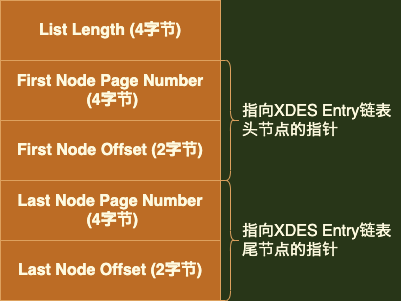 List Length (4字节)
First Node Page Number
(4字节)
First Node Offset (2字节)
Last Node Page Number
(4字节)
Last Node Offset (2字节)
指向XDES Entry链表
头节点的指针
指向XDES Entry链表
尾节点的指针